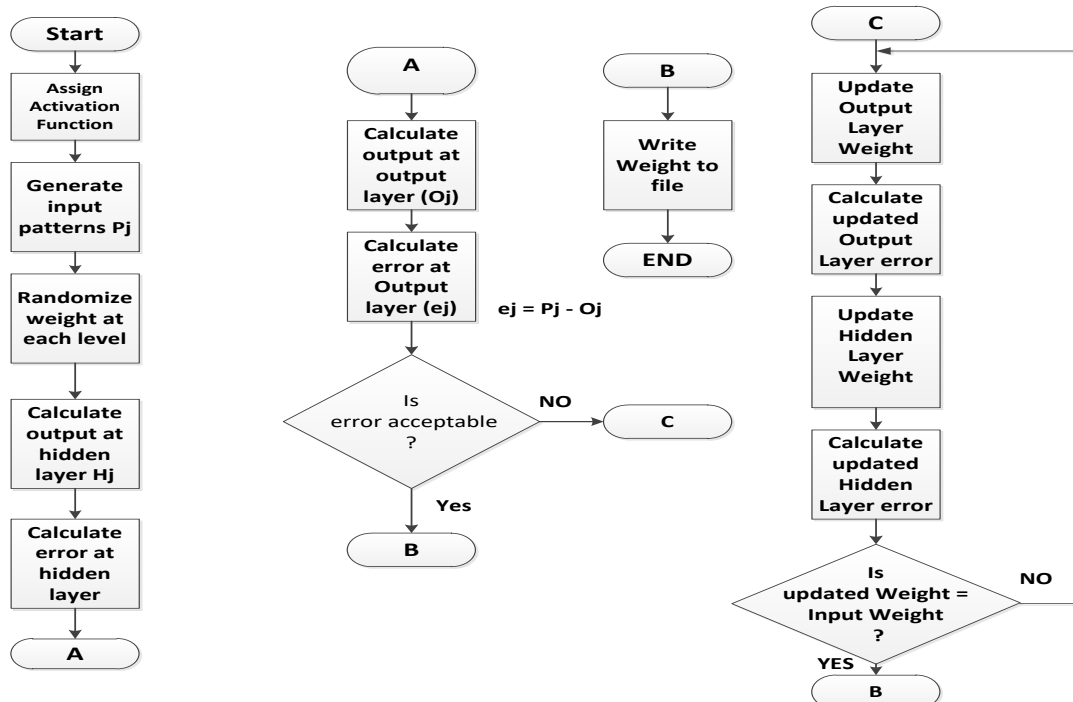 Start
Assign
Activation
Function
Generate
input
patterns Pj
Randomize
weight at
each level
Calculate
output at
hidden
layer Hj
Calculate
error at
hidden
layer
A
A
Calculate
output at
output
layer (Oj)
Calculate
error at
Output
layer (ej)
ej = Pj - Oj
Is
error acceptable
?
NO
C
Yes
B
B
Write
Weight to
file
END
C
Update
Output
Layer
Weight
Calculate
updated
Output
Layer error
Update
Hidden
Layer
Weight
Calculate
updated
Hidden
Layer error
Is
updated Weight =
Input Weight
?
NO
YES
B